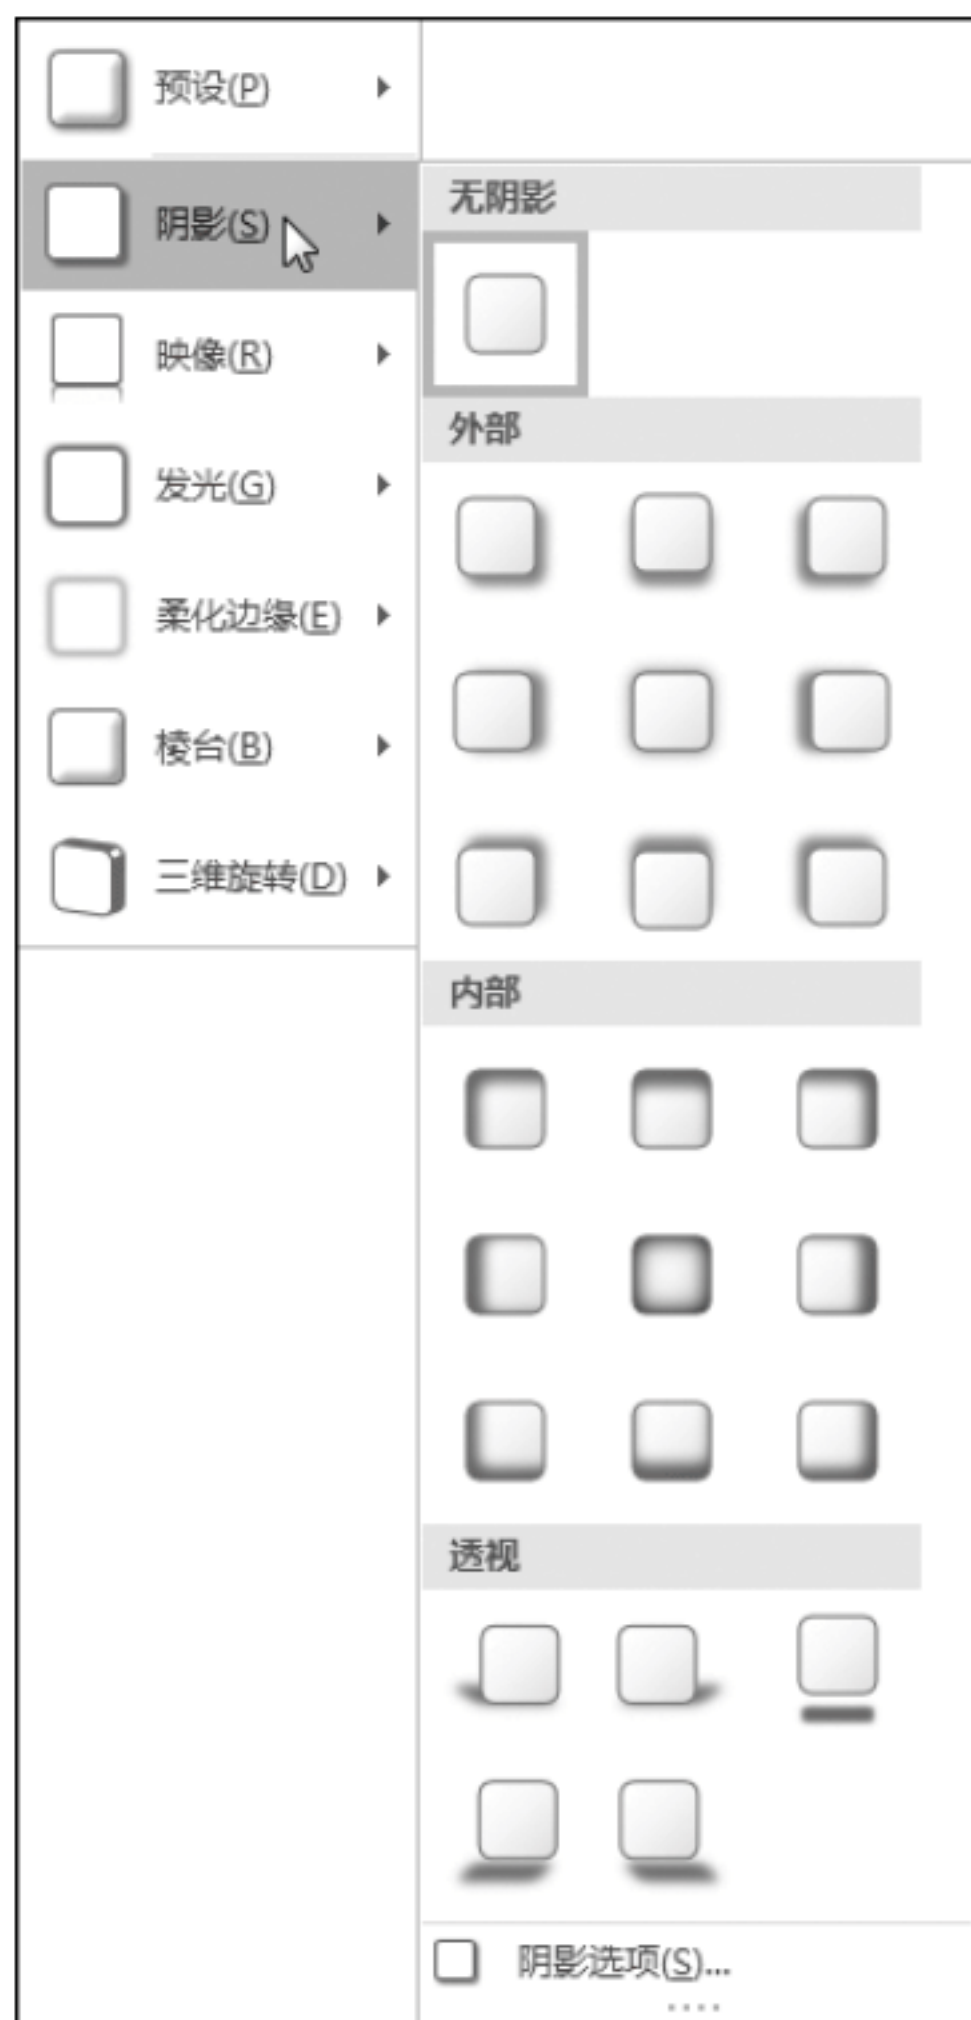 预设(P)
阴影(S)
映像(R)
发光(G)
柔化边缘(E)
棱台(B)
三维旋转(D)
无阴影
外部
内部
透视
阴影选项(S)...